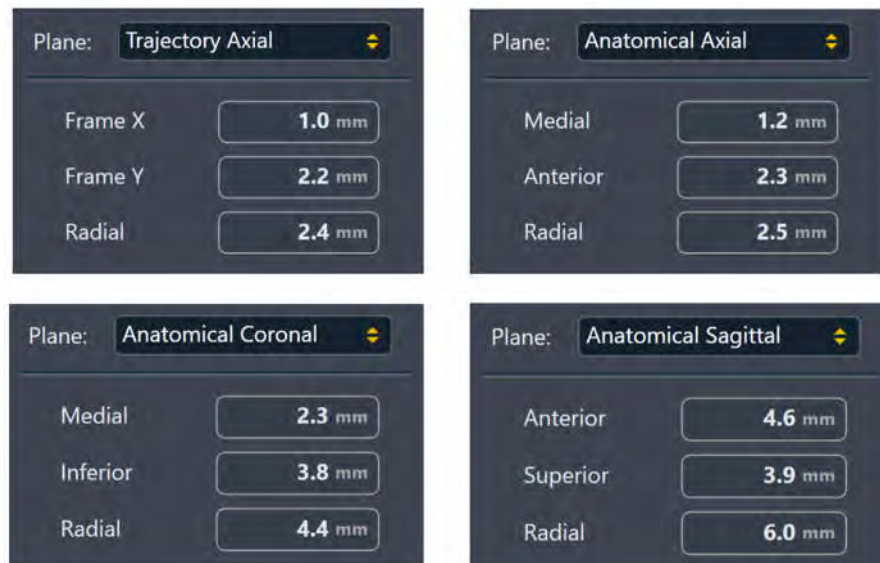 Plane: Trajectory Axial
Frame X 1.0 mm
Frame Y 2.2 mm
Radial 2.4 mm
Plane: Anatomical Axial
Medial 1.2 mm
Anterior 2.3 mm
Radial 2.5 mm
Plane: Anatomical Coronal
Medial 2.3 mm
Inferior 3.8 mm
Radial 4.4 mm
Plane: Anatomical Sagittal
Anterior 4.6 mm
Superior 3.9 mm
Radial 6.0 mm